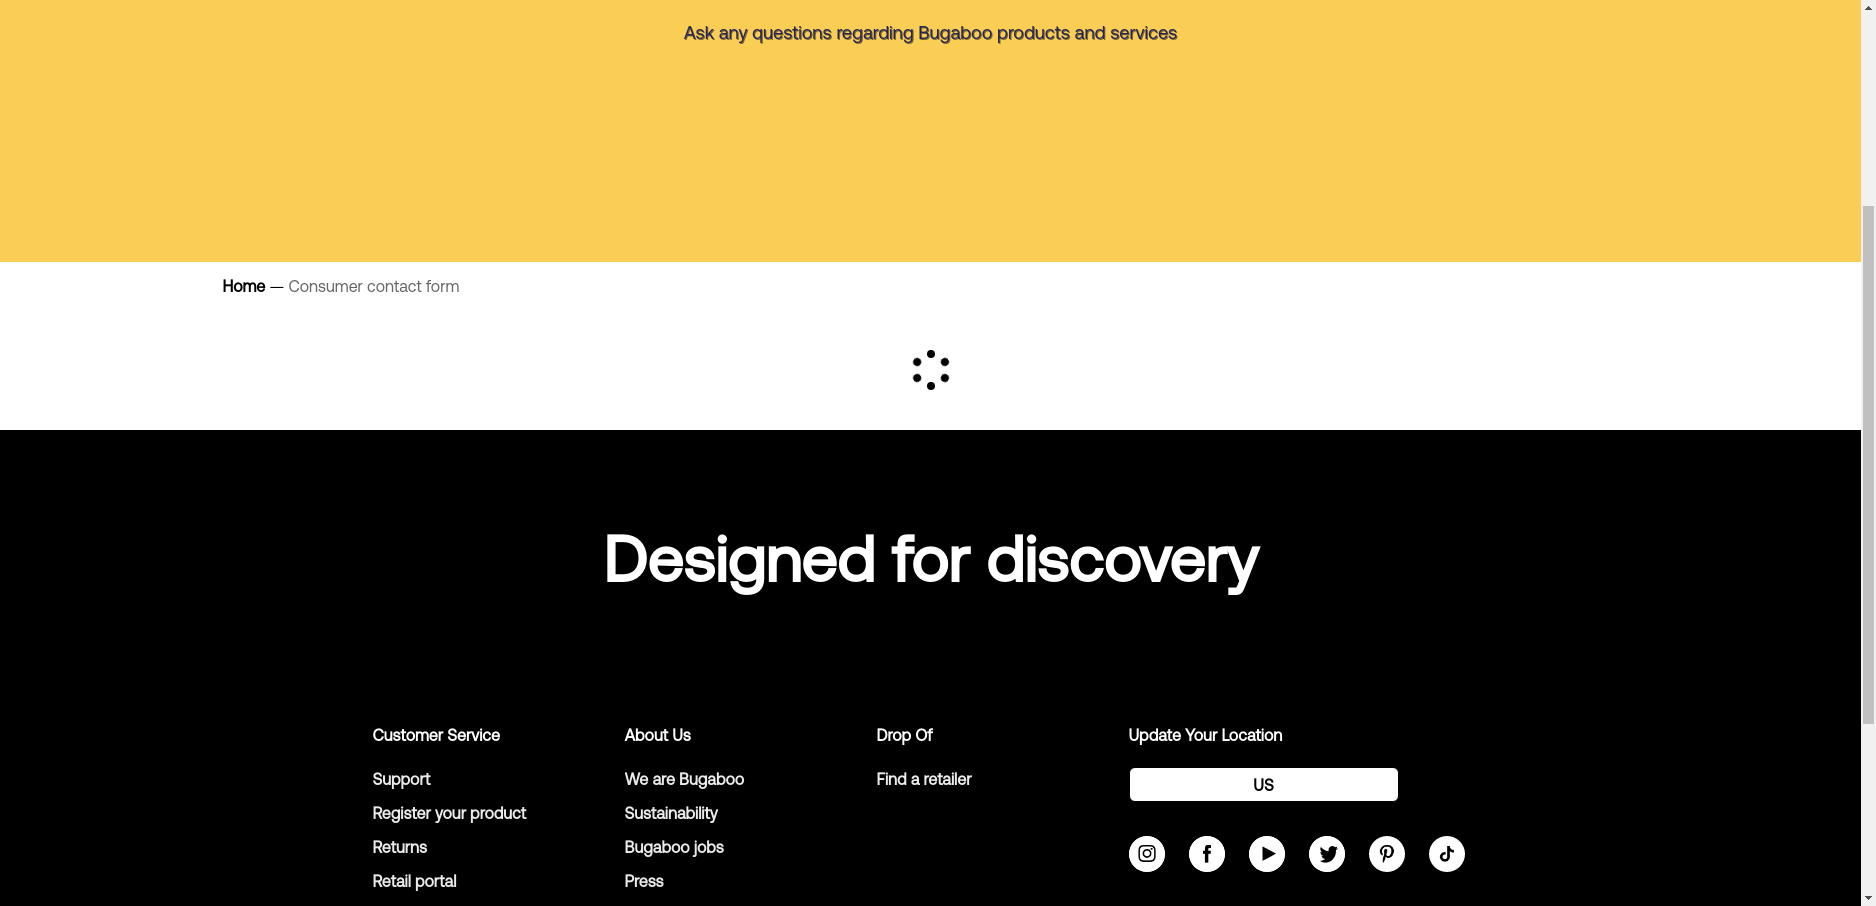 Ask any questions regarding Bugaboo products and services
Home — Consumer contact form
Designed for discovery
Customer Service
Support
Register your product
Returns
Retail portal
About Us
We are Bugaboo
Sustainability
Bugaboo jobs
Press
Drop Of
Find a retailer
Update Your Location
US